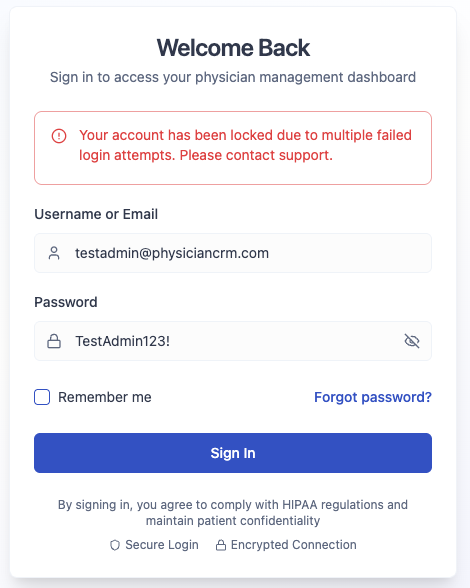 Welcome Back
Sign in to access your physician management dashboard
Your account has been locked due to multiple failed
login attempts. Please contact support.
Username or Email
testadmin@physiciancrm.com
Password
TestAdmin123!
Remember me
Forgot password?
Sign In
By signing in, you agree to comply with HIPAA regulations and
maintain patient confidentiality
Secure Login
Encrypted Connection